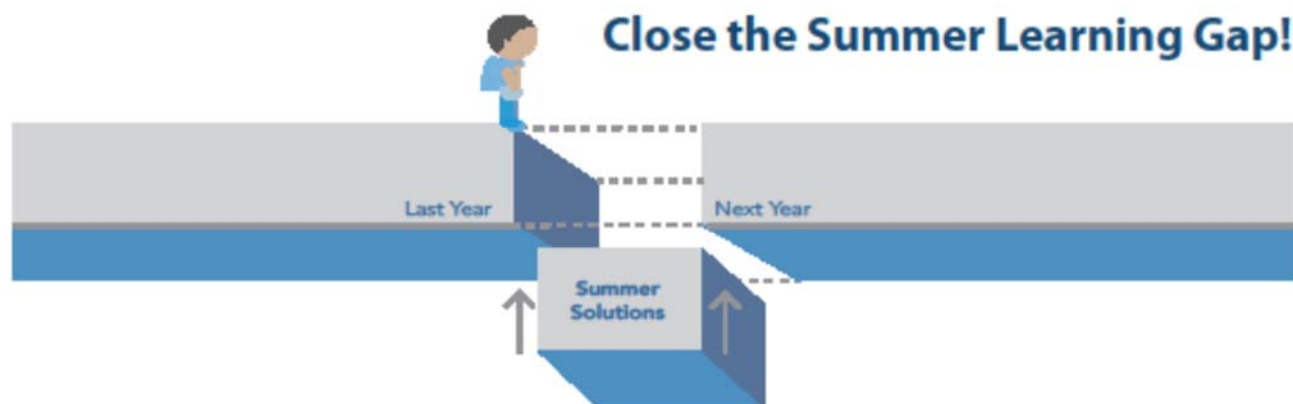 Close the Summer Learning Gap!
Last Year
Next Year
Summer
Solutions